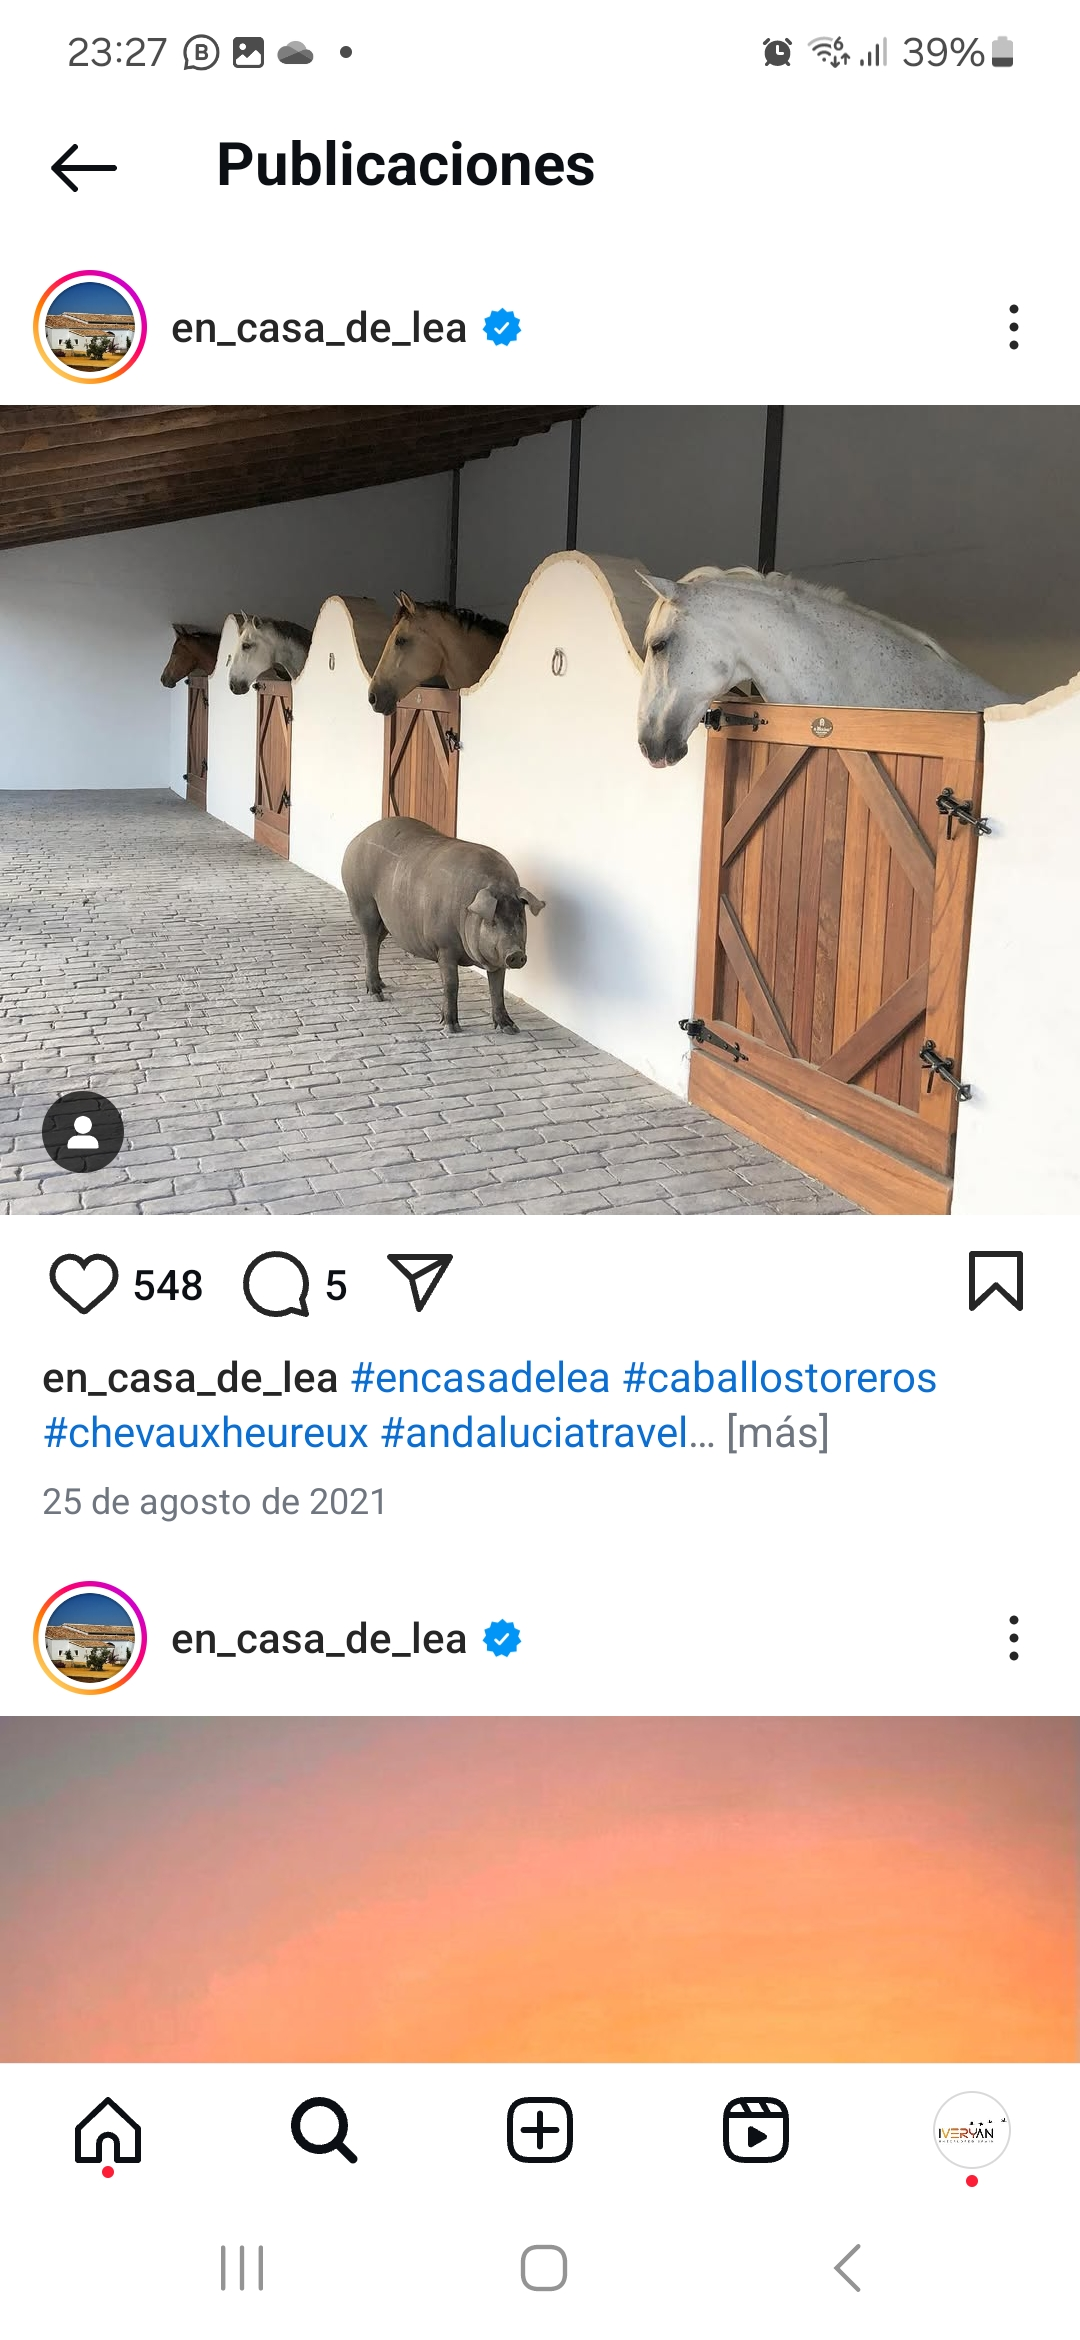 23:27
39%
Publicaciones
en_casa_de_lea
548
5
en_casa_de_lea #encasadelea #caballostoreros
#chevauxheureux #andaluciatravel... [más]
25 de agosto de 2021
en_casa_de_lea
IVERYAN